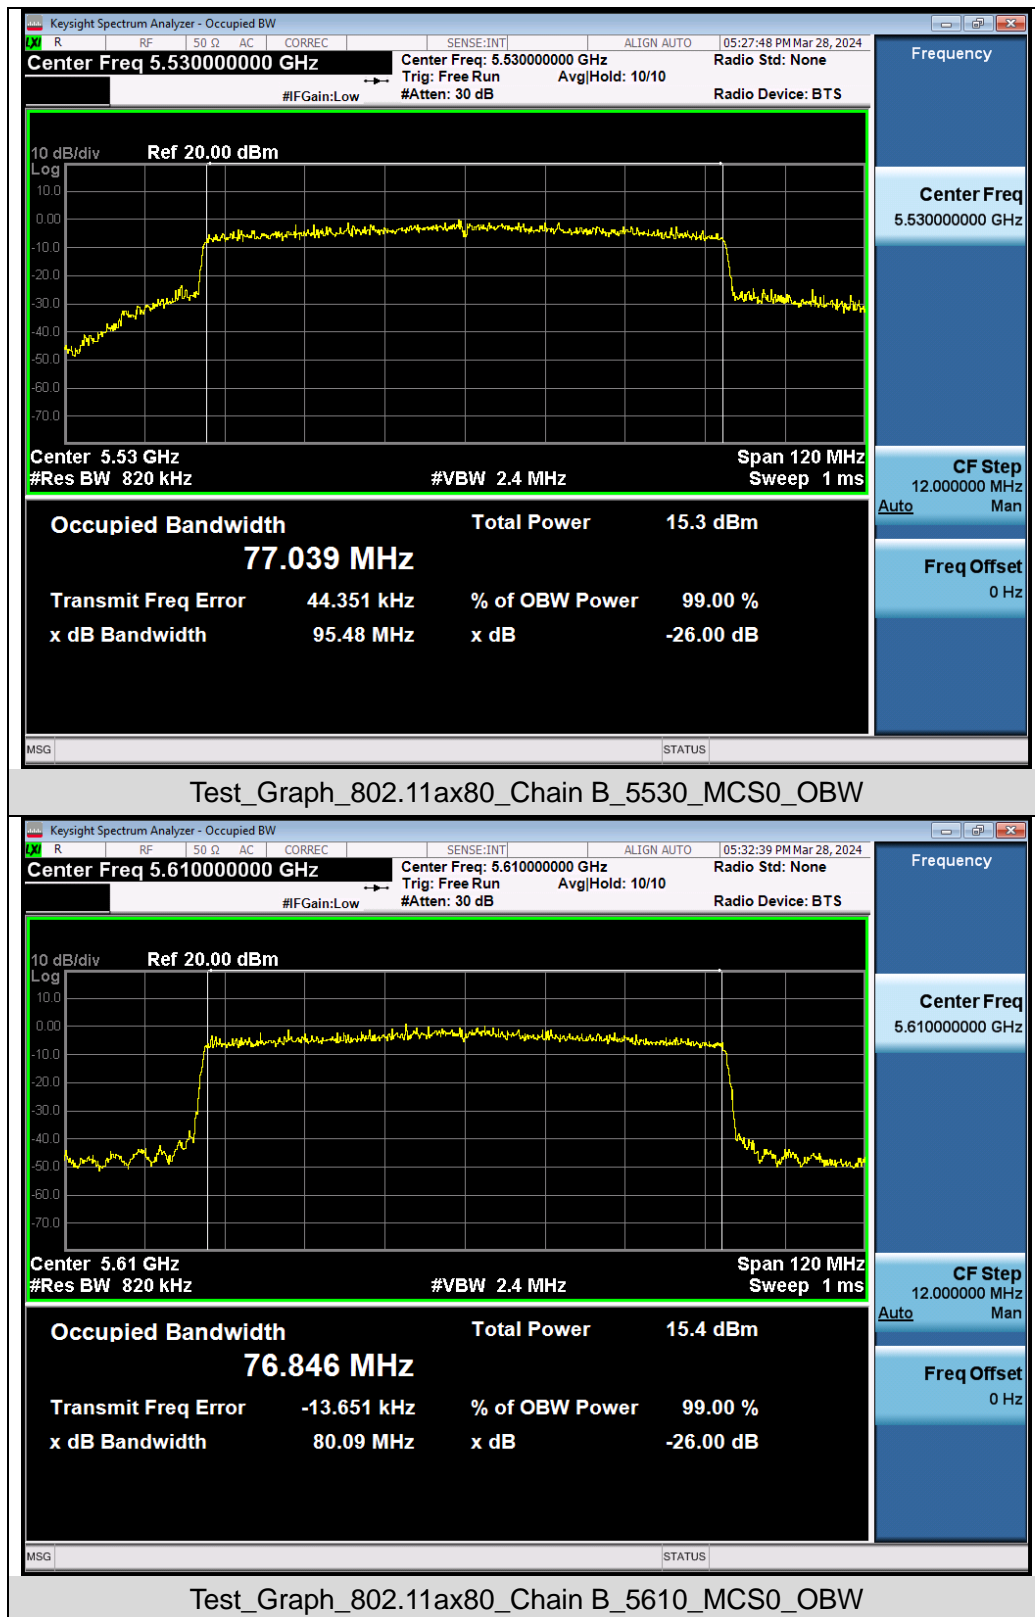 Keysight Spectrum Analyzer - Occupied BW
LXI R RF 50 Ω AC CORREC SENSE:INT ALIGN AUTO 05:27:48 PM Mar 28, 2024
Center Freq 5.530000000 GHz
Center Freq: 5.530000000 GHz Radio Std: None
Trig: Free Run Avg|Hold: 10/10
#IFGain:Low #Atten: 30 dB Radio Device: BTS
Frequency
10 dB/div Ref 20.00 dBm
Log
10.0
0.00
-10.0
-20.0
-30.0
-40.0
-50.0
-60.0
-70.0
Center 5.53 GHz Span 120 MHz
#Res BW 820 kHz #VBW 2.4 MHz Sweep 1 ms
Center Freq
5.530000000 GHz
CF Step
12.000000 MHz
Auto Man
Freq Offset
0 Hz
Occupied Bandwidth Total Power 15.3 dBm
77.039 MHz
Transmit Freq Error 44.351 kHz % of OBW Power 99.00 %
x dB Bandwidth 95.48 MHz x dB -26.00 dB
MSG STATUS
Test_Graph_802.11ax80_Chain B_5530_MCS0_OBW
Keysight Spectrum Analyzer - Occupied BW
LXI R RF 50 Ω AC CORREC SENSE:INT ALIGN AUTO 05:32:39 PM Mar 28, 2024
Center Freq 5.610000000 GHz
Center Freq: 5.610000000 GHz Radio Std: None
Trig: Free Run Avg|Hold: 10/10
#IFGain:Low #Atten: 30 dB Radio Device: BTS
Frequency
10 dB/div Ref 20.00 dBm
Log
10.0
0.00
-10.0
-20.0
-30.0
-40.0
-50.0
-60.0
-70.0
Center 5.61 GHz Span 120 MHz
#Res BW 820 kHz #VBW 2.4 MHz Sweep 1 ms
Center Freq
5.610000000 GHz
CF Step
12.000000 MHz
Auto Man
Freq Offset
0 Hz
Occupied Bandwidth Total Power 15.4 dBm
76.846 MHz
Transmit Freq Error -13.651 kHz % of OBW Power 99.00 %
x dB Bandwidth 80.09 MHz x dB -26.00 dB
MSG STATUS
Test_Graph_802.11ax80_Chain B_5610_MCS0_OBW